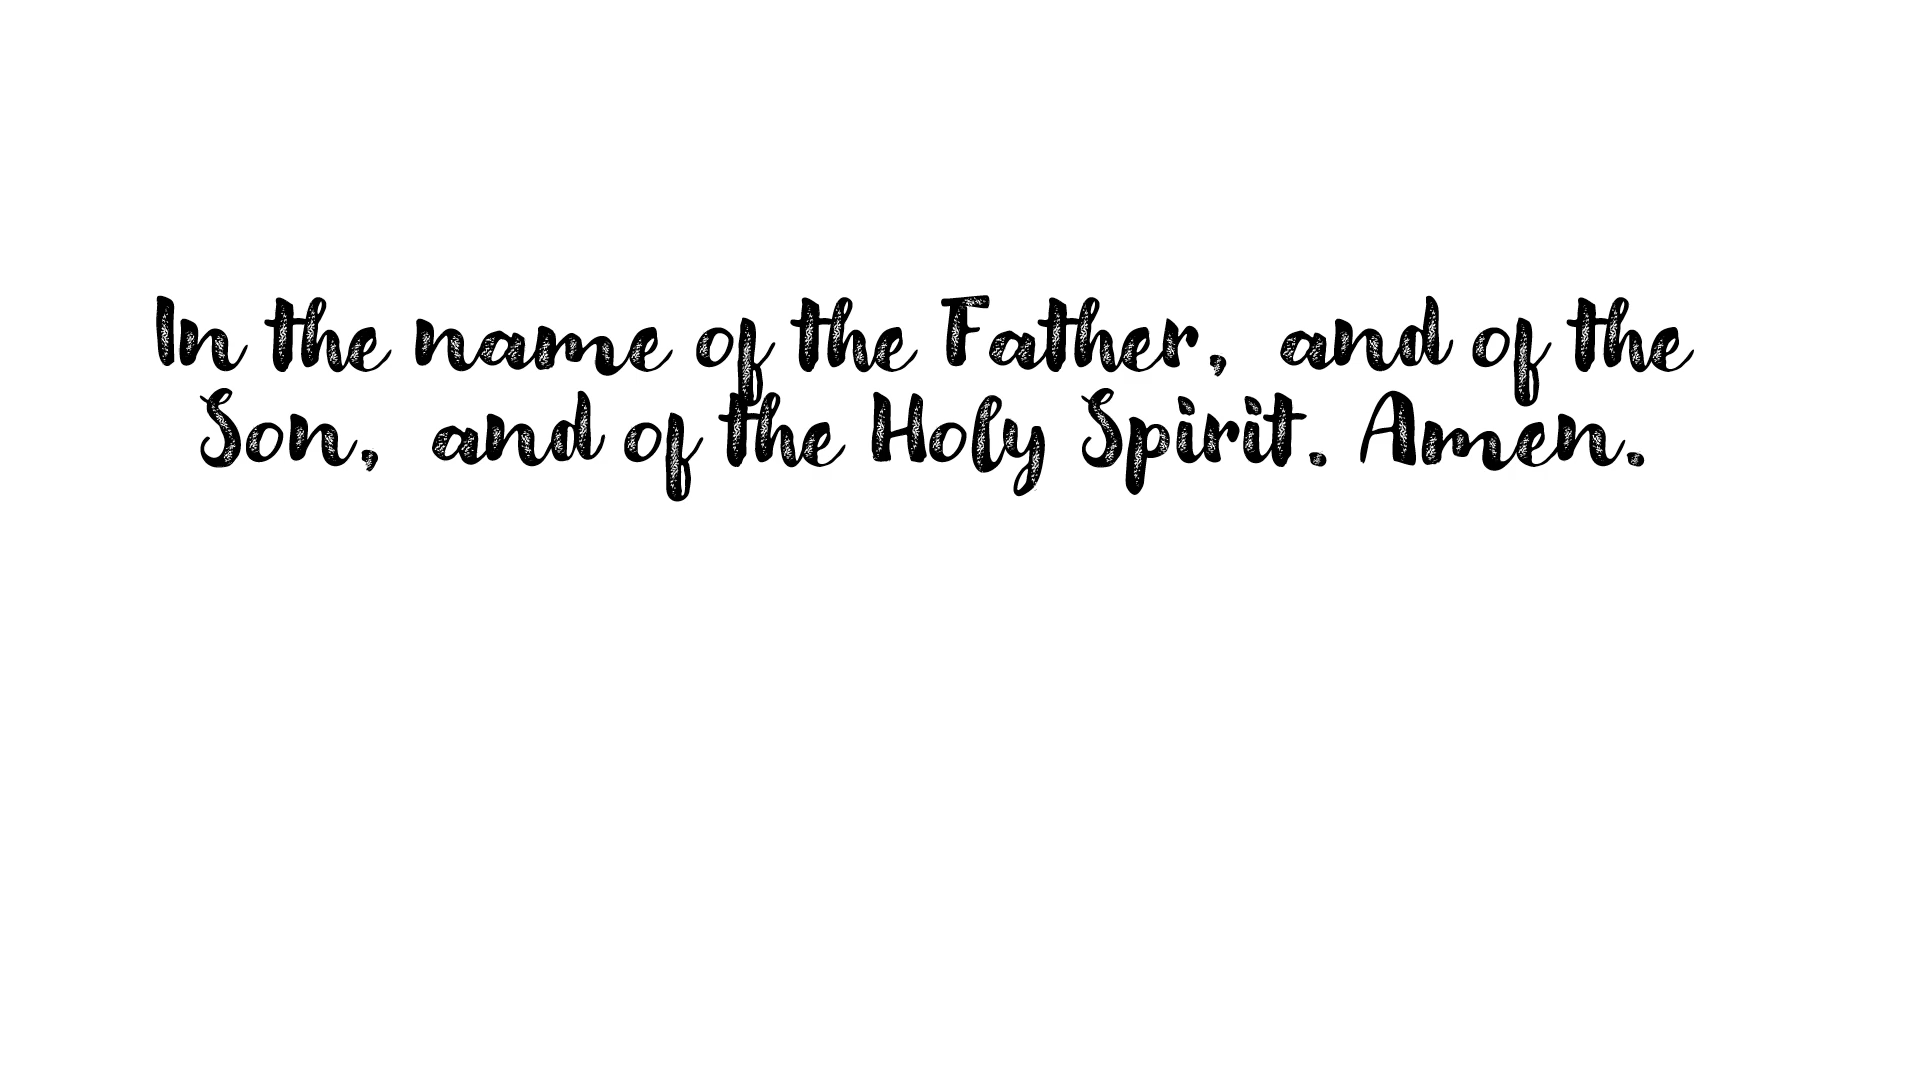 In the name of the Father, and of the
Son, and of the Holy Spirit. Amen.